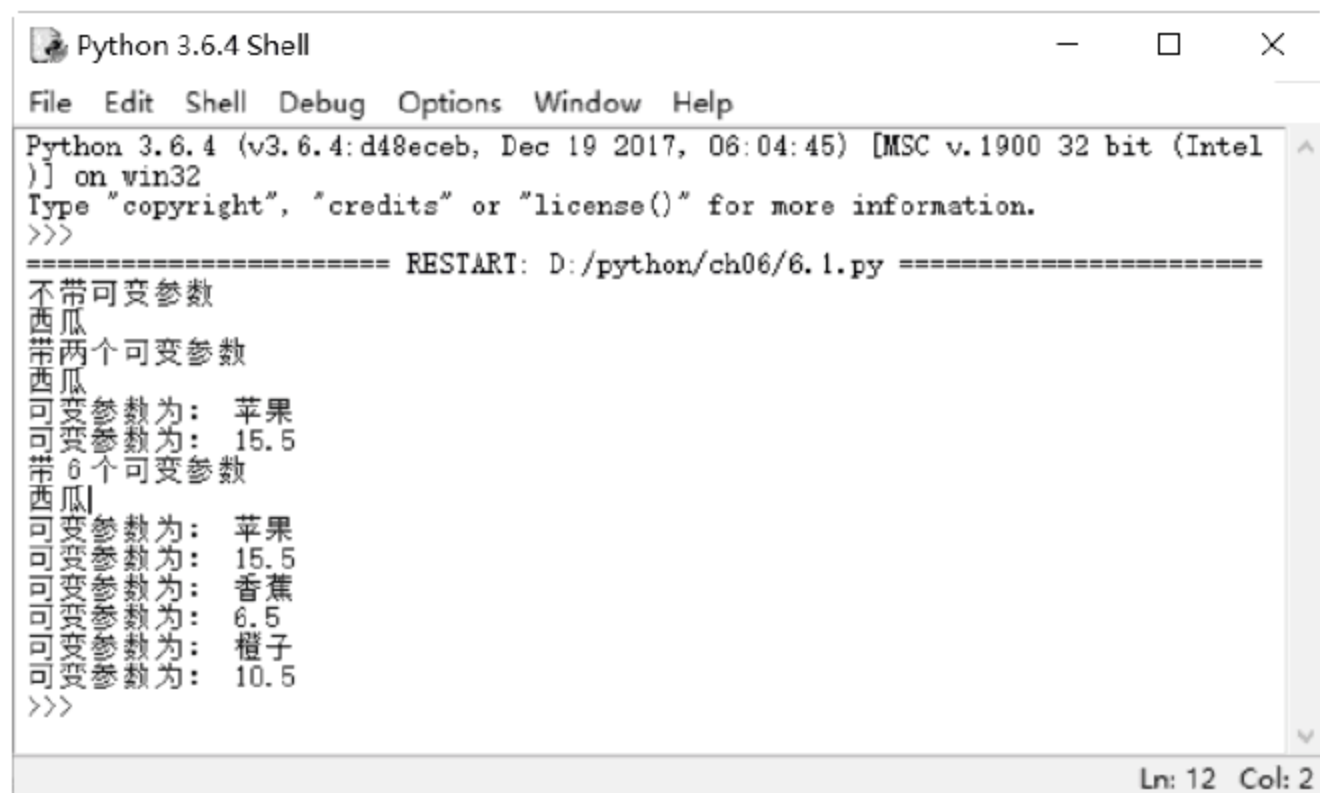 Python 3.6.4 Shell
File Edit Shell Debug Options Window Help
Python 3.6.4 (v3.6.4:d48eceb, Dec 19 2017, 06:04:45) [MSC v.1900 32 bit (Intel
)] on win32
Type "copyright", "credits" or "license()" for more information.
>>>
======================= RESTART: D:/python/ch06/6.1.py =======================
不带可变参数
西瓜
带两个可变参数
西瓜
可变参数为: 苹果
可变参数为: 15.5
带6个可变参数
西瓜
可变参数为: 苹果
可变参数为: 15.5
可变参数为: 香蕉
可变参数为: 6.5
可变参数为: 橙子
可变参数为: 10.5
>>>
Ln: 12 Col: 2